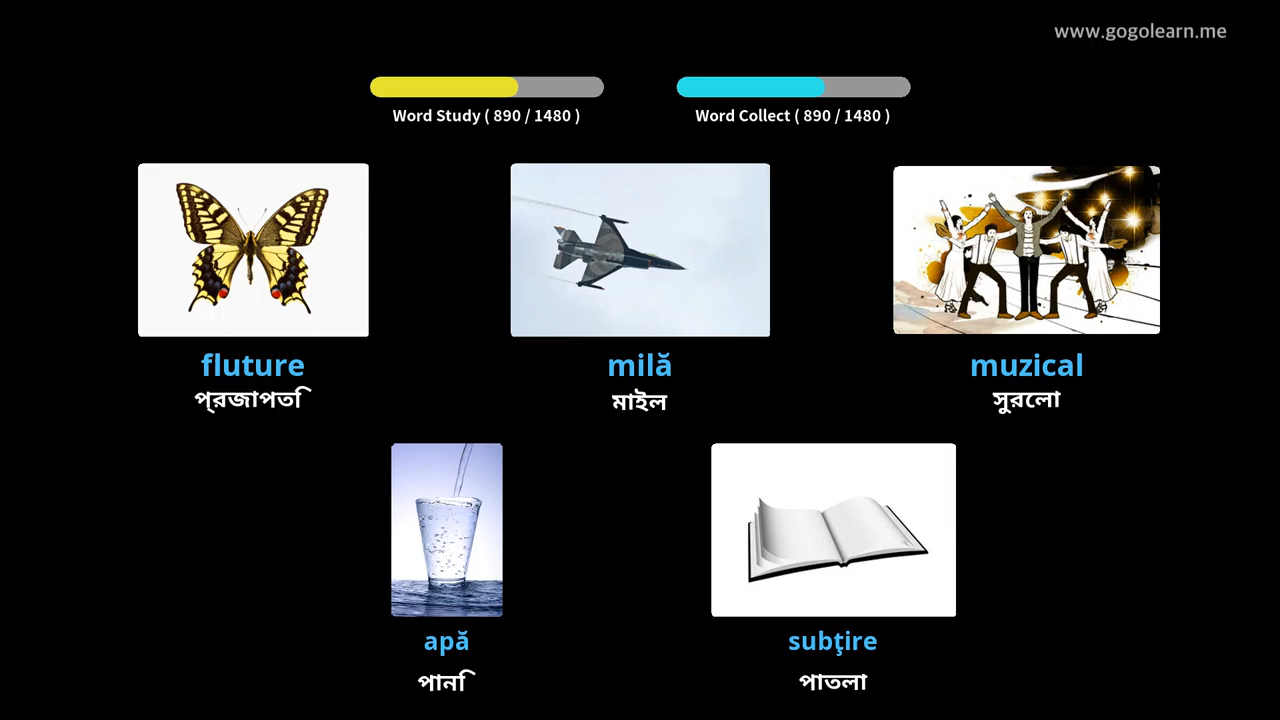 www.gogolearn.me
Word Study ( 890 / 1480 )
Word Collect ( 890 / 1480 )
fluture
milă
muzical
প্রজাপতি
মাইল
সুরলো
apă
subţire
পানি
পাতলা